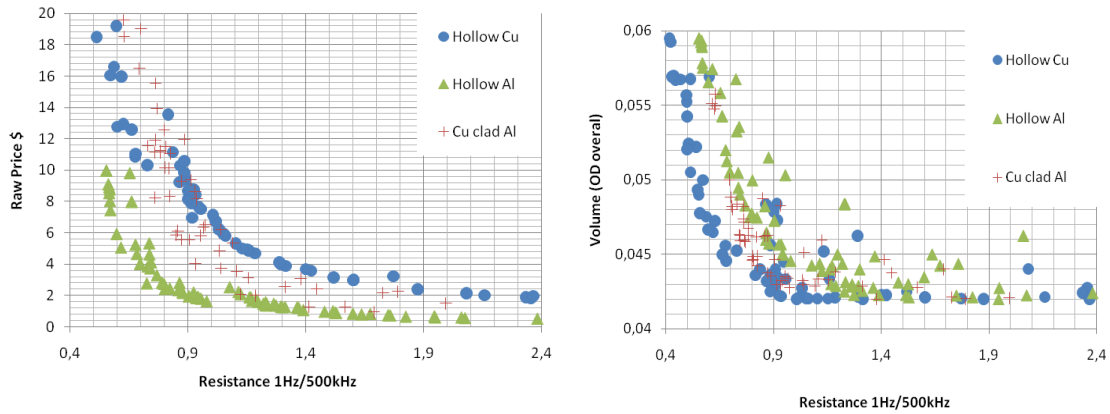 Raw Price $
20
18
16
14
12
10
8
6
4
2
0
0,4
0,9
1,4
1,9
2,4
Resistance 1Hz/500kHz
Hollow Cu
Hollow Al
Cu clad Al
Volume (OD overal)
0,06
0,055
0,05
0,045
0,04
0,4
0,9
1,4
1,9
2,4
Resistance 1Hz/500kHz
Hollow Cu
Hollow Al
Cu clad Al